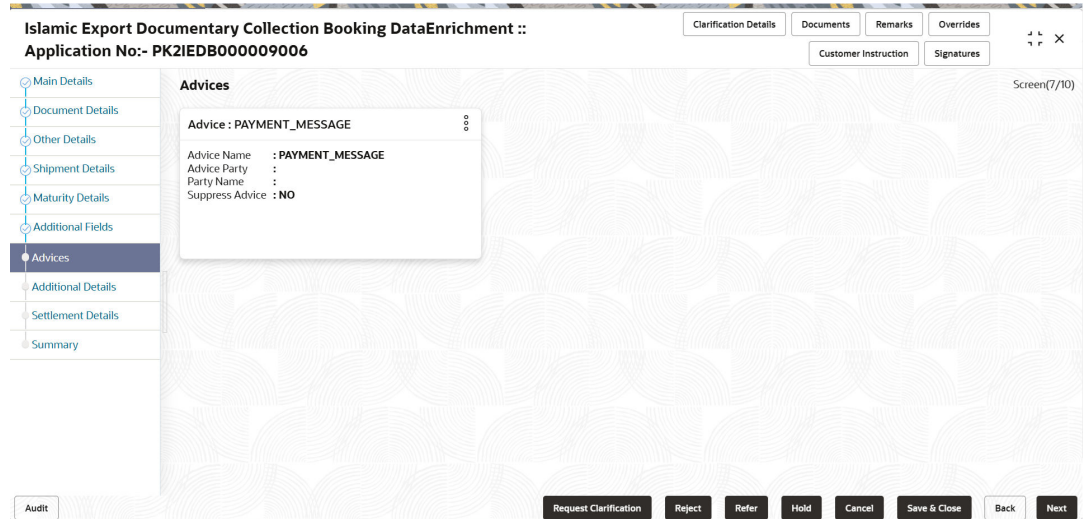 Islamic Export Documentary Collection Booking DataEnrichment ::
Application No:- PK2IEDB000009006
Clarification Details
Documents
Remarks
Overrides
Customer Instruction
Signatures
Main Details
Document Details
Other Details
Shipment Details
Maturity Details
Additional Fields
Advices
Additional Details
Settlement Details
Summary
Advices
Screen(7/10)
Advice : PAYMENT_MESSAGE
Advice Name : PAYMENT_MESSAGE
Advice Party :
Party Name :
Suppress Advice : NO
Audit
Request Clarification
Reject
Refer
Hold
Cancel
Save & Close
Back
Next